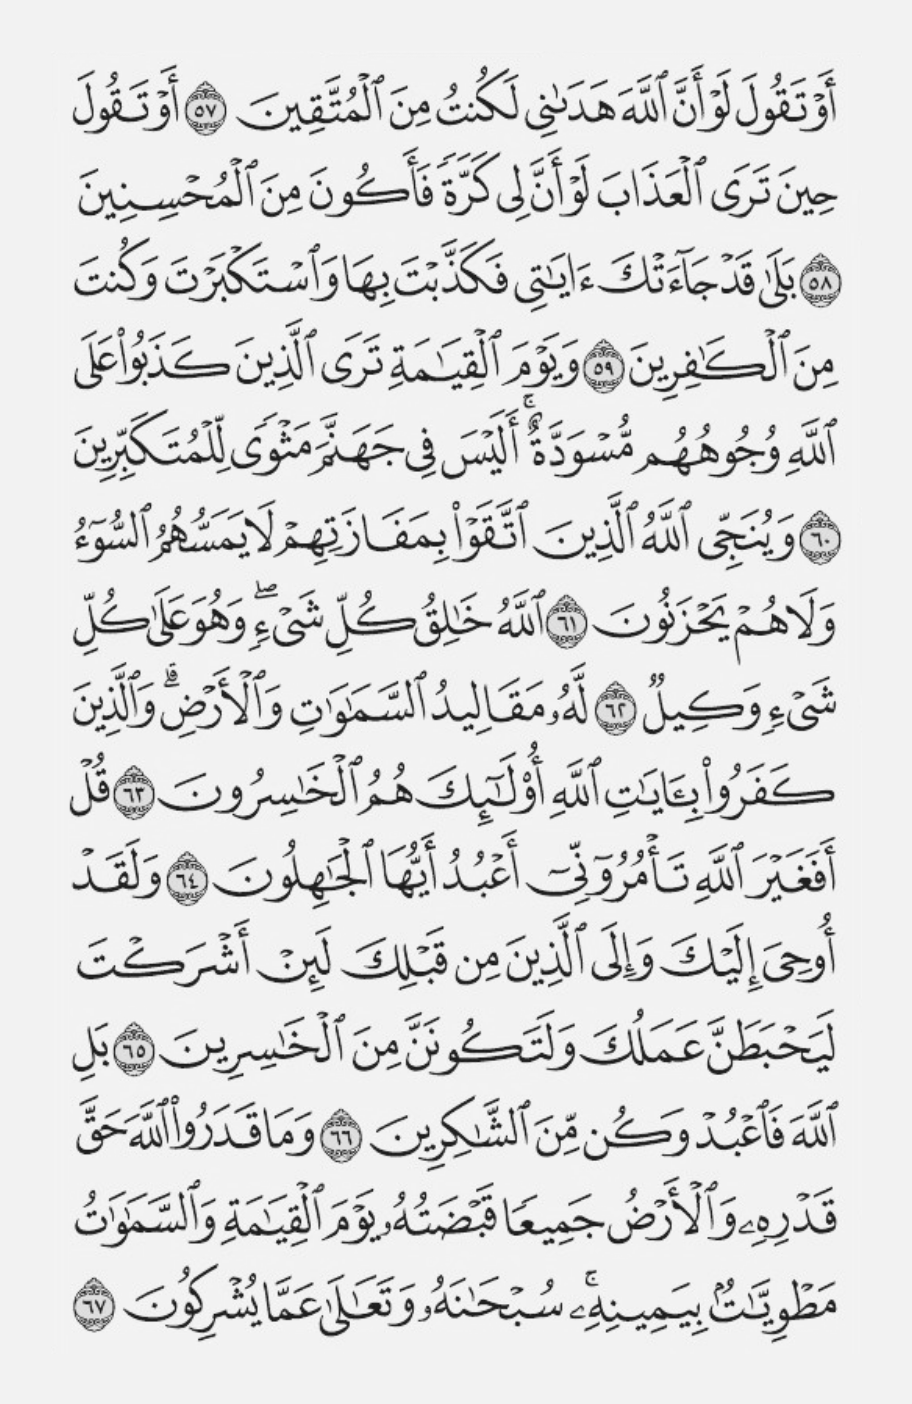 أَوْ تَقُولَ لَوْ أَنَّ ٱللَّهَ هَدَىٰنِى لَكُنتُ مِنَ ٱلْمُتَّقِينَ ٥٧ أَوْ تَقُولَ
حِينَ تَرَى ٱلْعَذَابَ لَوْ أَنَّ لِى كَرَّةً فَأَكُونَ مِنَ ٱلْمُحْسِنِينَ
٥٨ بَلَىٰ قَدْ جَآءَتْكَ ءَايَٰتِى فَكَذَّبْتَ بِهَا وَٱسْتَكْبَرْتَ وَكُنتَ
مِنَ ٱلْكَٰفِرِينَ ٥٩ وَيَوْمَ ٱلْقِيَٰمَةِ تَرَى ٱلَّذِينَ كَذَبُوا۟ عَلَى
ٱللَّهِ وُجُوهُهُم مُّسْوَدَّةٌ ۚ أَلَيْسَ فِى جَهَنَّمَ مَثْوًى لِّلْمُتَكَبِّرِينَ
٦٠ وَيُنَجِّى ٱللَّهُ ٱلَّذِينَ ٱتَّقَوْا۟ بِمَفَازَتِهِمْ لَا يَمَسُّهُمُ ٱلسُّوٓءُ
وَلَا هُمْ يَحْزَنُونَ ٦١ ٱللَّهُ خَٰلِقُ كُلِّ شَىْءٍ ۖ وَهُوَ عَلَىٰ كُلِّ
شَىْءٍ وَكِيلٌ ٦٢ لَّهُۥ مَقَالِيدُ ٱلسَّمَٰوَٰتِ وَٱلْأَرْضِ ۗ وَٱلَّذِينَ
كَفَرُوا۟ بِـَٔايَٰتِ ٱللَّهِ أُو۟لَٰٓئِكَ هُمُ ٱلْخَٰسِرُونَ ٦٣ قُلْ
أَفَغَيْرَ ٱللَّهِ تَأْمُرُوٓنِّىٓ أَعْبُدُ أَيُّهَا ٱلْجَٰهِلُونَ ٦٤ وَلَقَدْ
أُوحِىَ إِلَيْكَ وَإِلَى ٱلَّذِينَ مِن قَبْلِكَ لَئِنْ أَشْرَكْتَ
لَيَحْبَطَنَّ عَمَلُكَ وَلَتَكُونَنَّ مِنَ ٱلْخَٰسِرِينَ ٦٥ بَلِ
ٱللَّهَ فَٱعْبُدْ وَكُن مِّنَ ٱلشَّٰكِرِينَ ٦٦ وَمَا قَدَرُوا۟ ٱللَّهَ حَقَّ
قَدْرِهِۦ وَٱلْأَرْضُ جَمِيعًا قَبْضَتُهُۥ يَوْمَ ٱلْقِيَٰمَةِ وَٱلسَّمَٰوَٰتُ
مَطْوِيَّٰتٌۢ بِيَمِينِهِۦ ۚ سُبْحَٰنَهُۥ وَتَعَٰلَىٰ عَمَّا يُشْرِكُونَ ٦٧